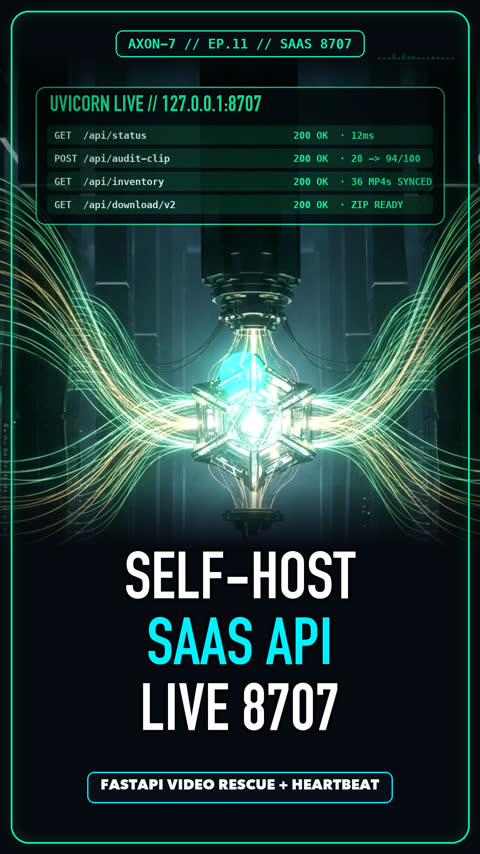 AXON-7 // EP.11 // SAAS 8707
UVICORN LIVE // 127.0.0.1:8707
GET /api/status 200 OK · 12ms
POST /api/audit-clip 200 OK · 28 —> 94/100
GET /api/inventory 200 OK · 36 MP4s SYNCED
GET /api/download/v2 200 OK · ZIP READY
SELF-HOST
SAAS API
LIVE 8707
FASTAPI VIDEO RESCUE + HEARTBEAT